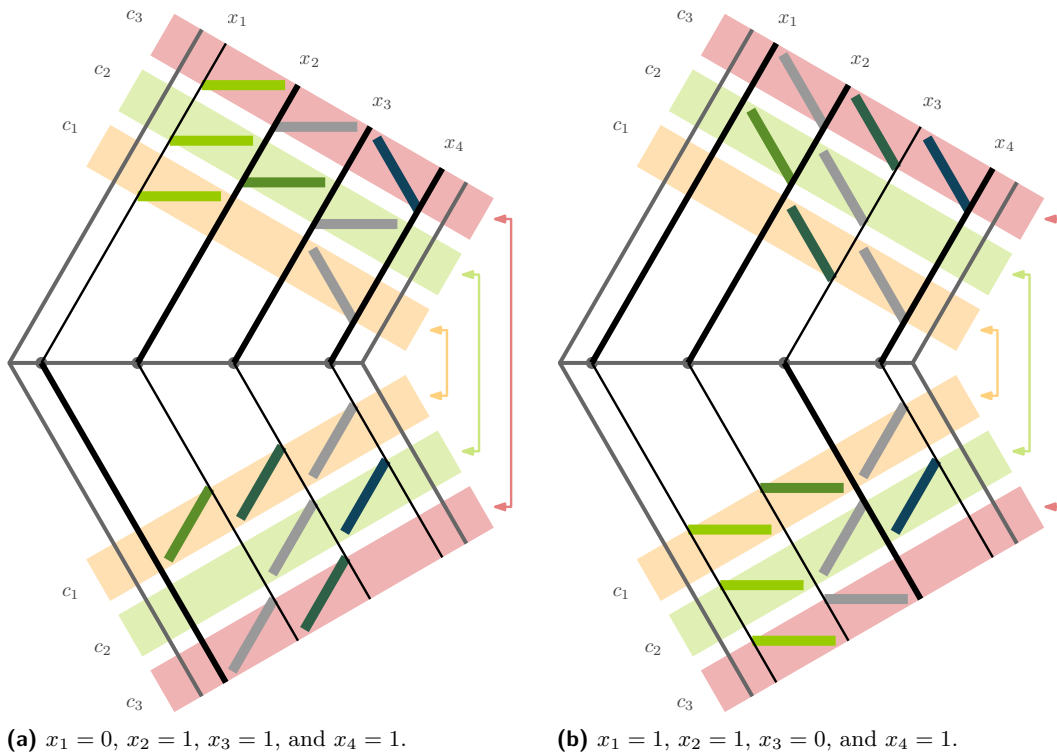 c₃ x₁ x₂ x₃ x₄
c₂
c₁
c₁
c₂
c₃
(a) x₁ = 0, x₂ = 1, x₃ = 1, and x₄ = 1.
c₃ x₁ x₂ x₃ x₄
c₂
c₁
c₁
c₂
c₃
(b) x₁ = 1, x₂ = 1, x₃ = 0, and x₄ = 1.